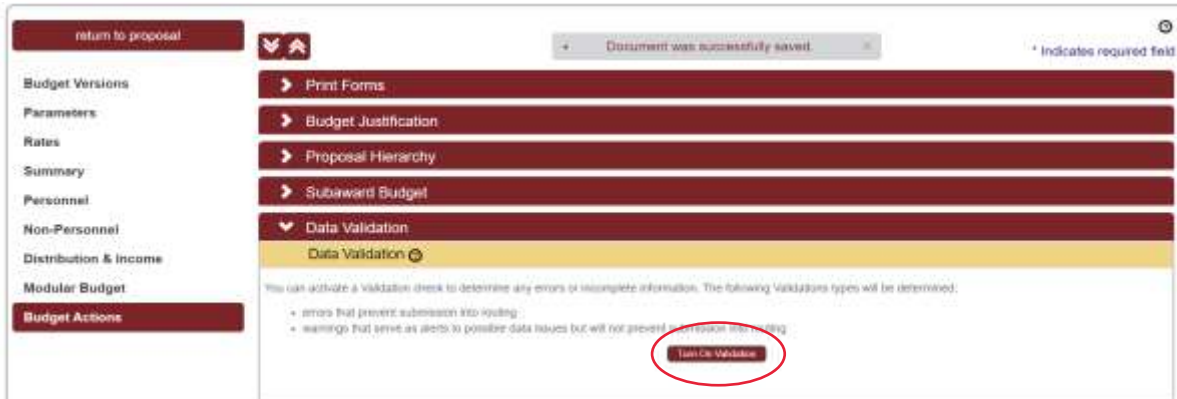 return to proposal
Document was successfully saved.
* Indicates required field
Budget Versions
Parameters
Rates
Summary
Personnel
Non-Personnel
Distribution & Income
Modular Budget
Budget Actions
Print Forms
Budget Justification
Proposal Hierarchy
Subaward Budget
Data Validation
Data Validation
You can activate a Validation check to determine any errors or incomplete information. The following Validations types will be determined:
errors that prevent submission into routing
warnings that serve as alerts to possible data issues but will not prevent submission into routing
Turn On Validation